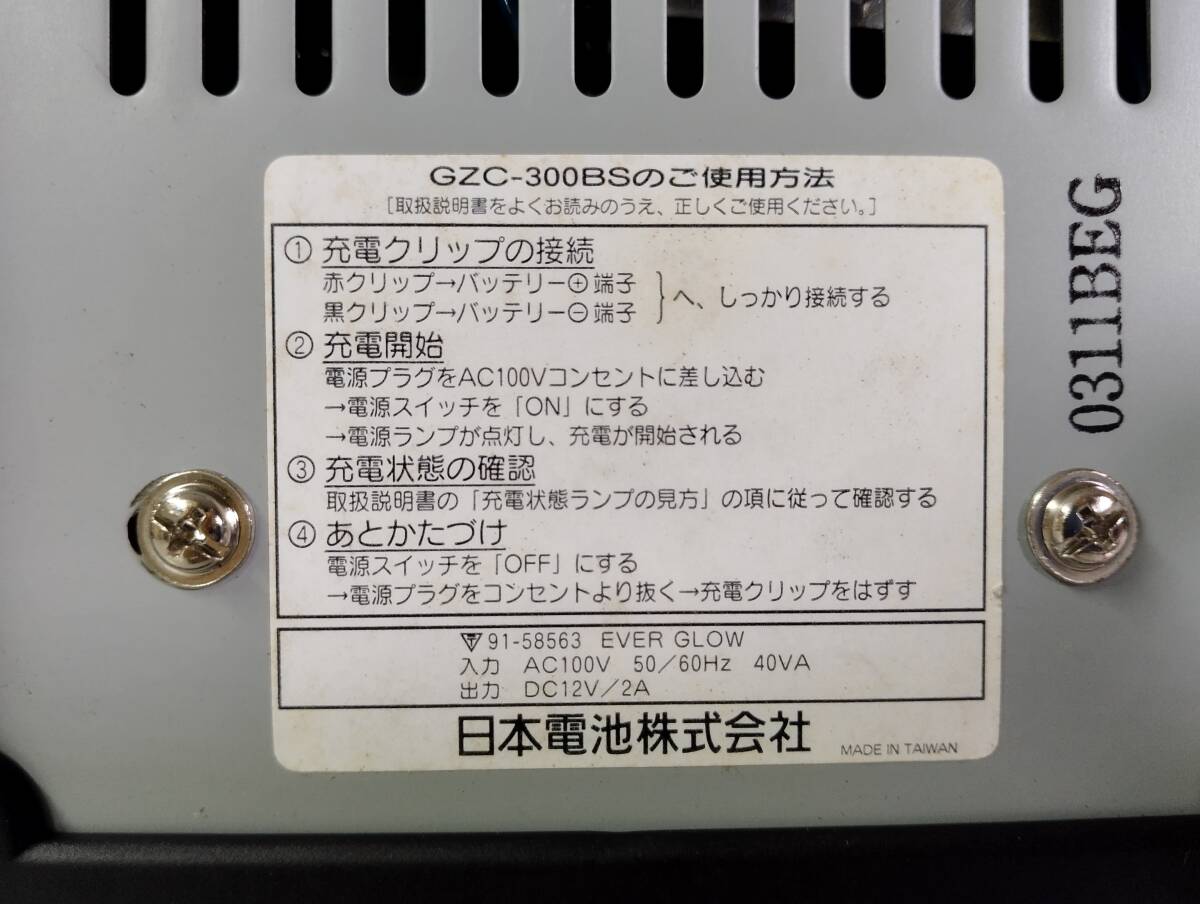 GZC-300BSのご使用方法
［取扱説明書をよくお読みのうえ、正しくご使用ください。］
① 充電クリップの接続
赤クリップ→バッテリー⊕端子
黒クリップ→バッテリー⊖端子
}へ、しっかり接続する
② 充電開始
電源プラグをAC100Vコンセントに差し込む
→電源スイッチを「ON」にする
→電源ランプが点灯し、充電が開始される
③ 充電状態の確認
取扱説明書の「充電状態ランプの見方」の項に従って確認する
④ あとかたづけ
電源スイッチを「OFF」にする
→電源プラグをコンセントより抜く→充電クリップをはずす
91-58563 EVER GLOW
入力 AC100V 50／60Hz 40VA
出力 DC12V／2A
日本電池株式会社 MADE IN TAIWAN
0311BEG